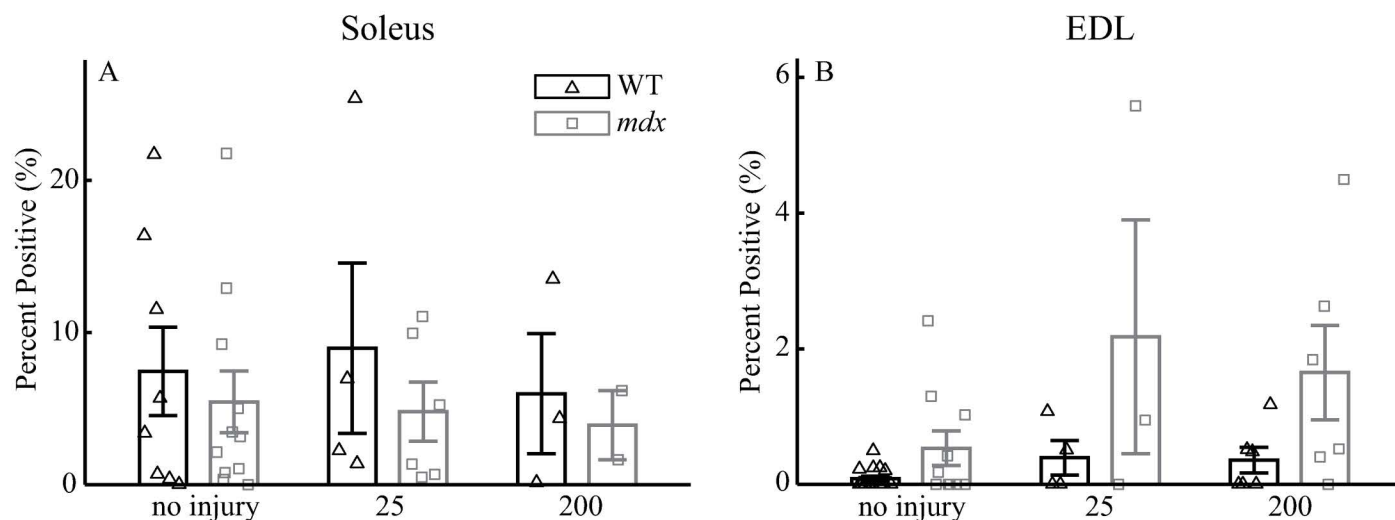 Soleus
A
WT
mdx
Percent Positive (%)
20
10
0
no injury
25
200
EDL
B
Percent Positive (%)
6
4
2
0
no injury
25
200